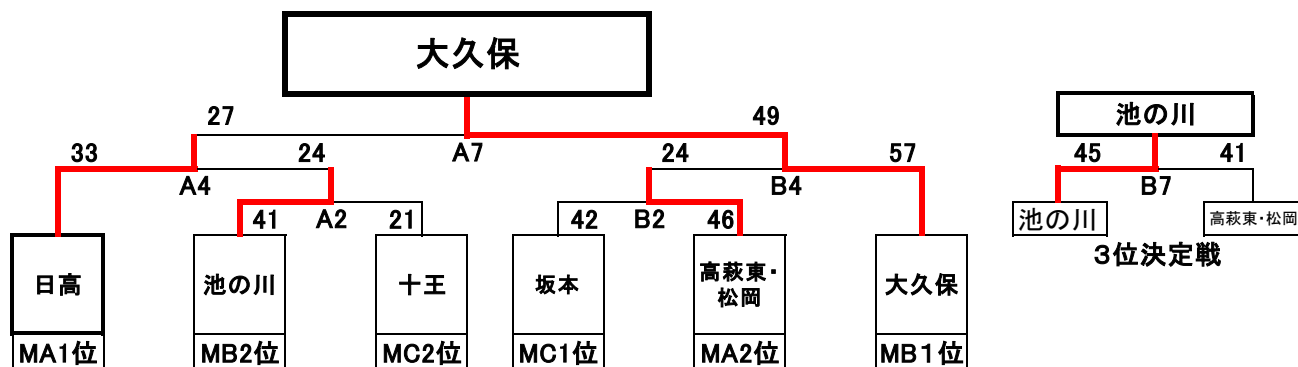 大久保
27
49
池の川
33
24
A7
24
57
45
41
A4
B4
B7
41
A2
21
42
B2
46
池の川
高萩東・松岡
3位決定戦
日高
池の川
十王
坂本
高萩東・
松岡
大久保
MA1位
MB2位
MC2位
MC1位
MA2位
MB1位